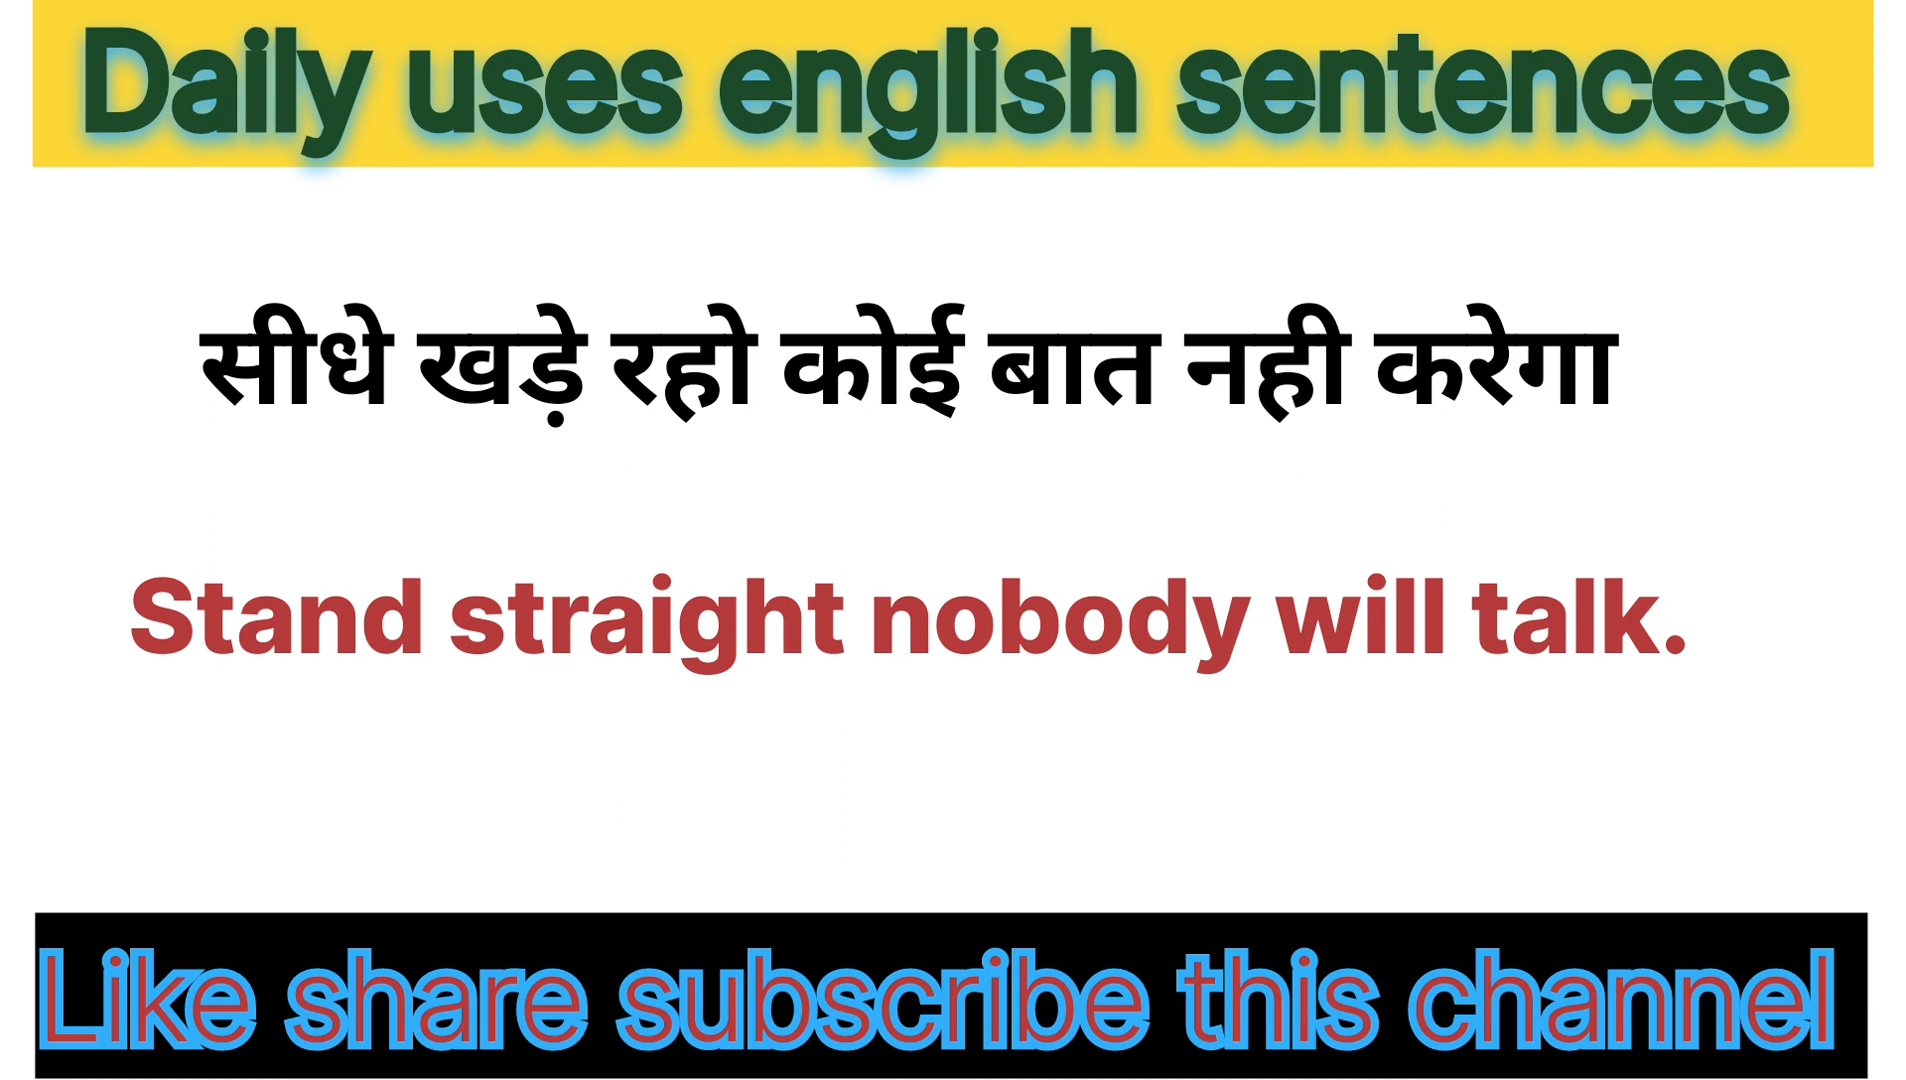 Daily uses english sentences
सीधे खड़े रहो कोई बात नही करेगा
Stand straight nobody will talk.
Like share subscribe this channel